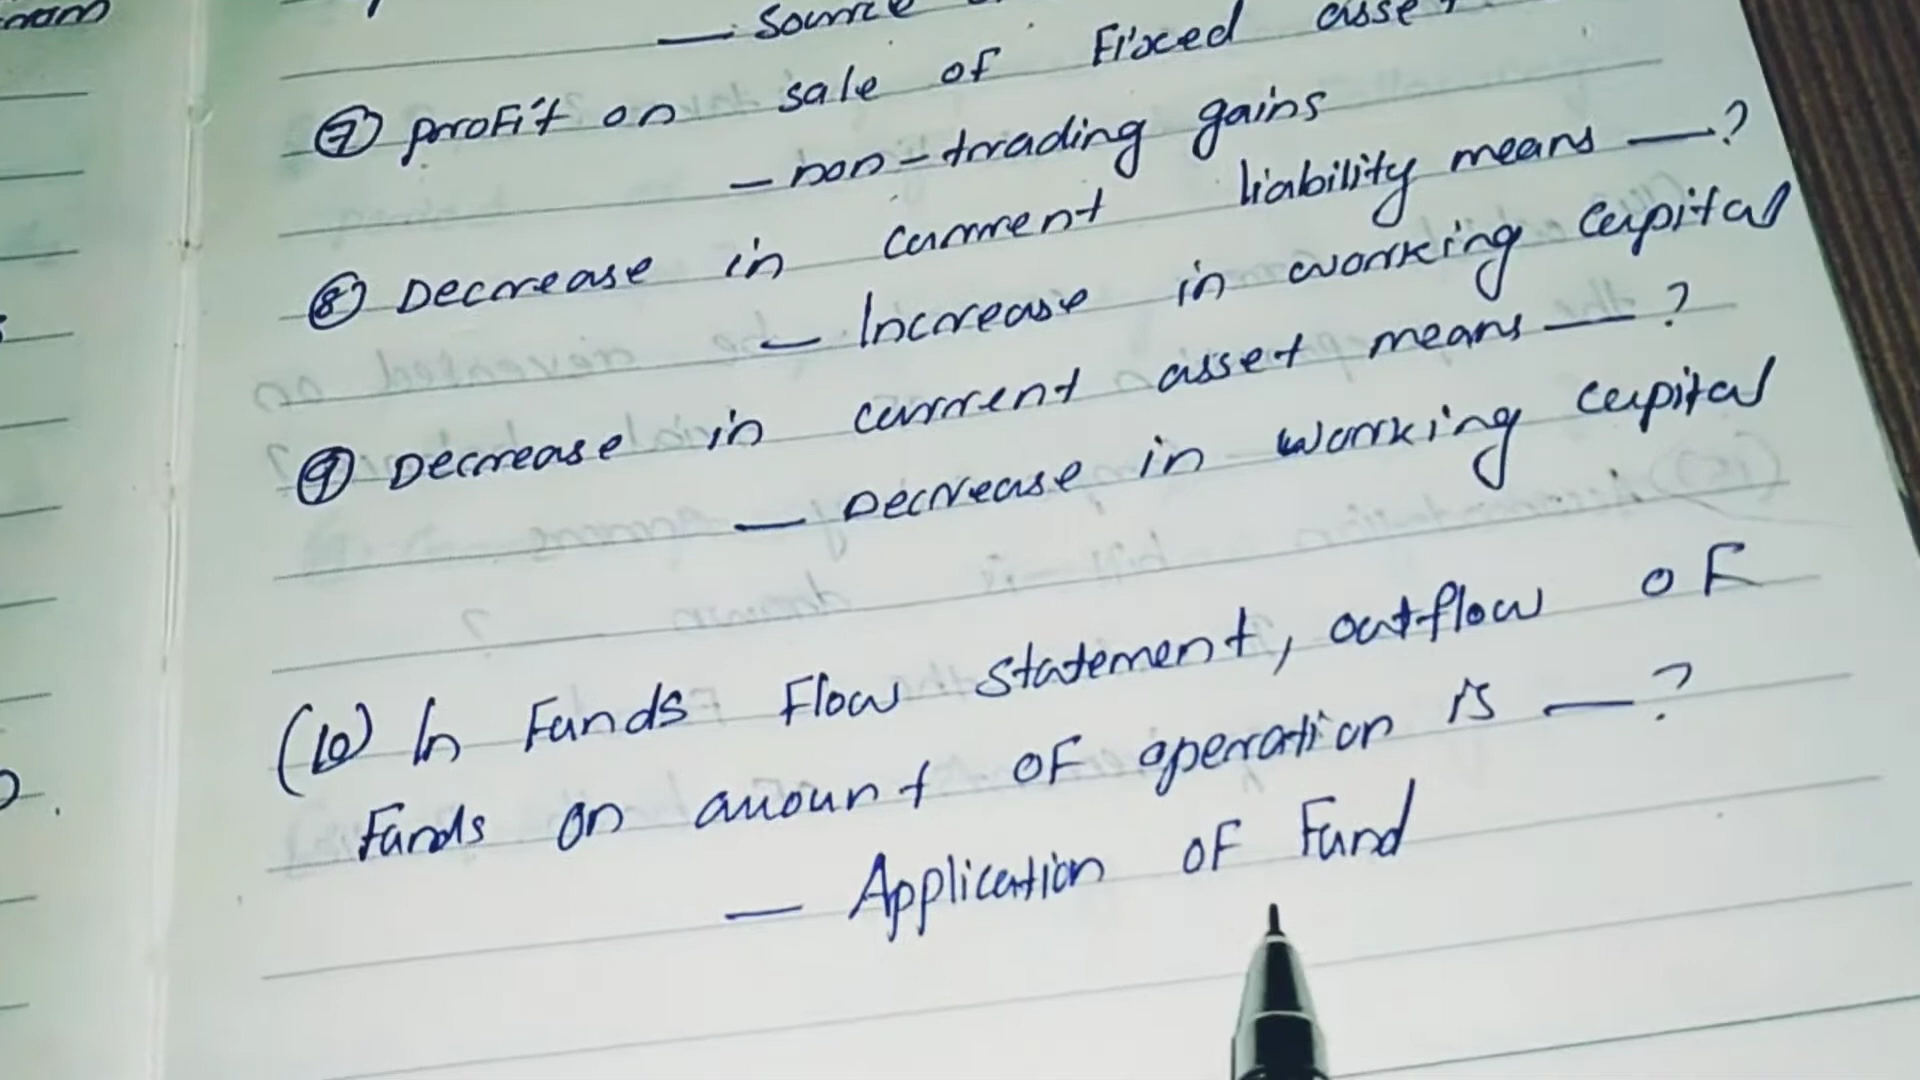 — Source
⑦ profit on sale of Fixed asset
— non-trading gains
⑧ Decrease in current liability means —?
— Increase in working capital
⑨ Decrease in current asset means — ?
— Decrease in working capital
(10) In Funds Flow statement, outflow of
Funds on amount of operation is —?
— Application of Fund